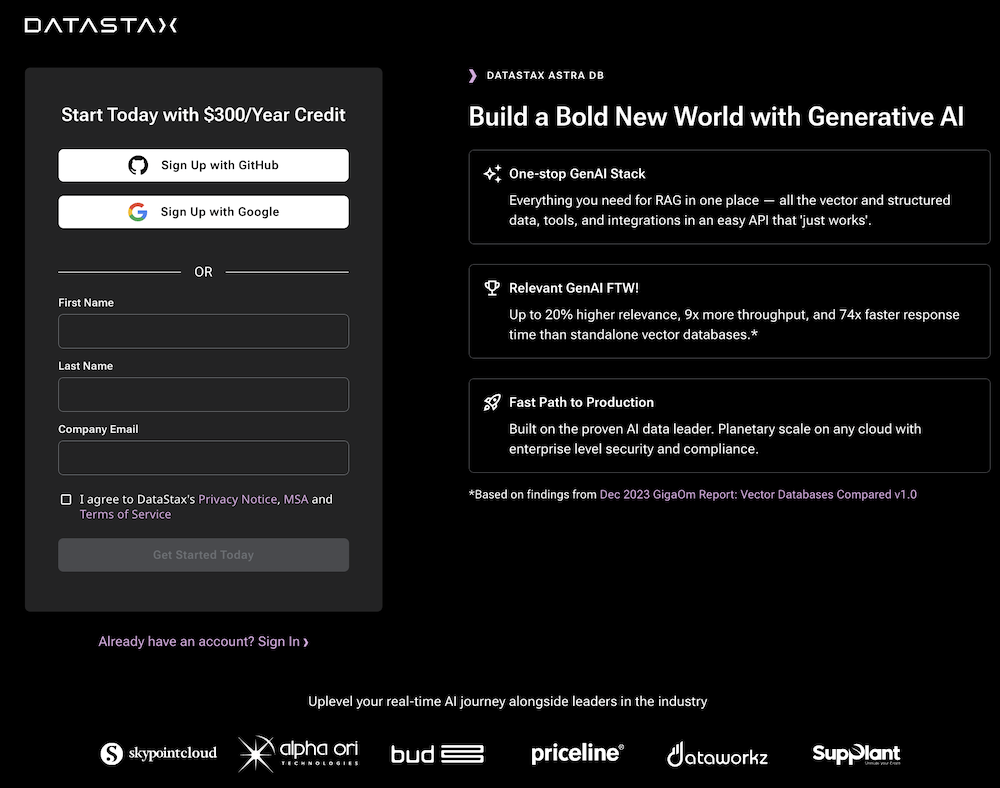 DATASTAX
Start Today with $300/Year Credit
Sign Up with GitHub
Sign Up with Google
OR
First Name
Last Name
Company Email
I agree to DataStax's Privacy Notice, MSA and
Terms of Service
Get Started Today
Already have an account? Sign In ›
DATASTAX ASTRA DB
Build a Bold New World with Generative AI
One-stop GenAI Stack
Everything you need for RAG in one place — all the vector and structured
data, tools, and integrations in an easy API that 'just works'.
Relevant GenAI FTW!
Up to 20% higher relevance, 9x more throughput, and 74x faster response
time than standalone vector databases.*
Fast Path to Production
Built on the proven AI data leader. Planetary scale on any cloud with
enterprise level security and compliance.
*Based on findings from Dec 2023 GigaOm Report: Vector Databases Compared v1.0
Uplevel your real-time AI journey alongside leaders in the industry
skypointcloud
alpha ori
TECHNOLOGIES
bud
priceline®
dataworkz
Supplant